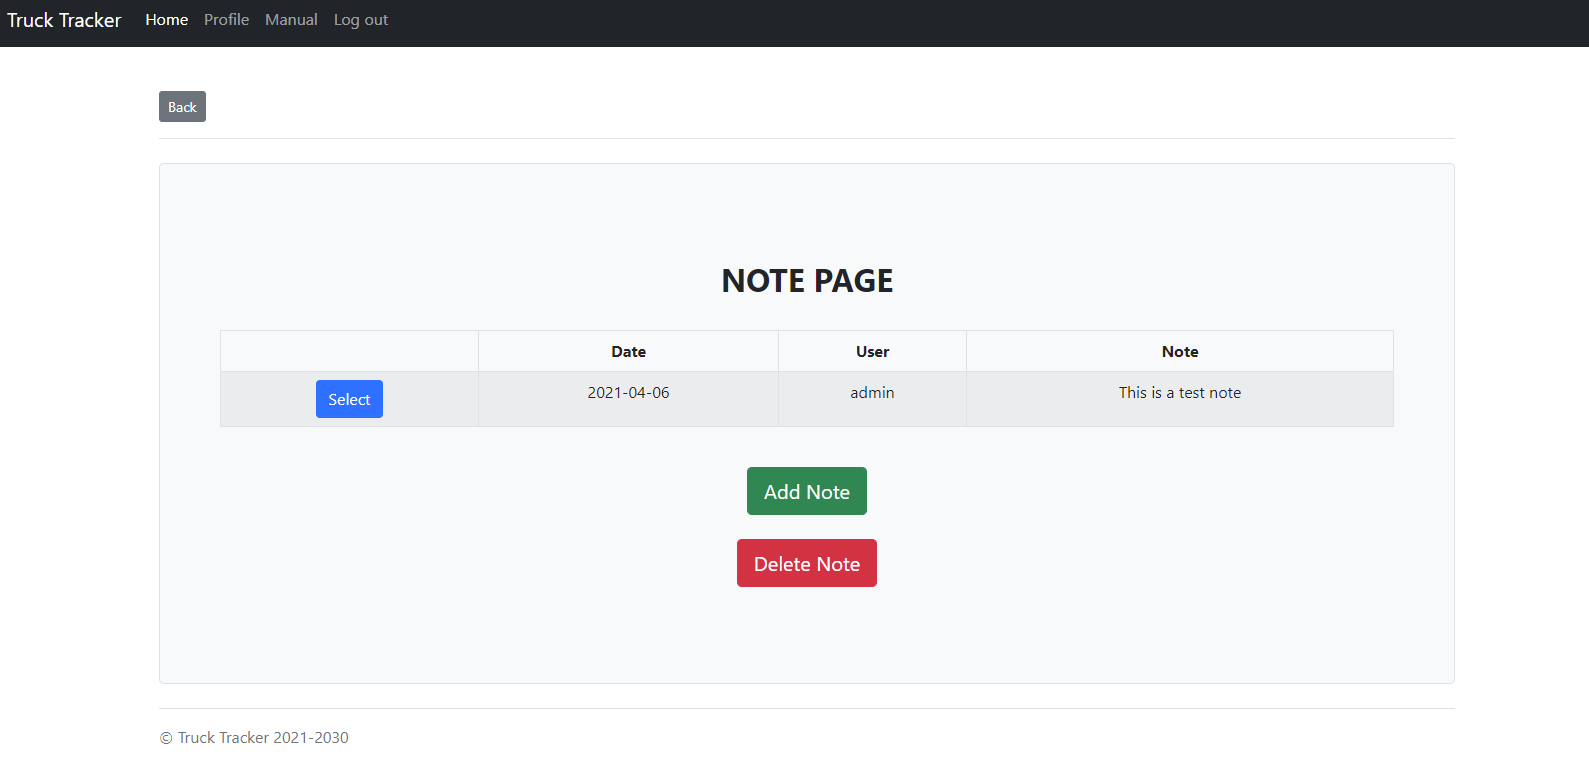 Truck Tracker Home Profile Manual Log out
Back
NOTE PAGE
Date User Note
Select 2021-04-06 admin This is a test note
Add Note
Delete Note
© Truck Tracker 2021-2030